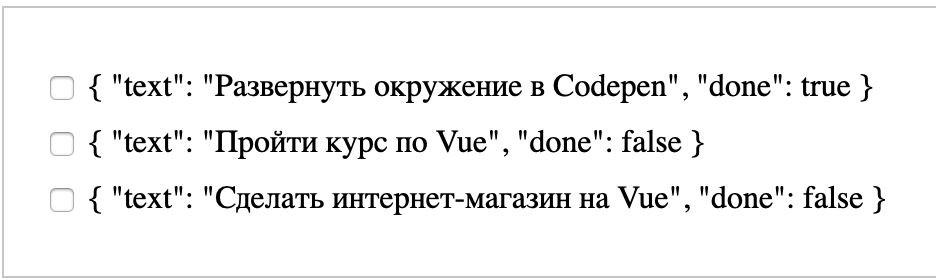 { "text": "Развернуть окружение в Codepen", "done": true }
{ "text": "Пройти курс по Vue", "done": false }
{ "text": "Сделать интернет-магазин на Vue", "done": false }